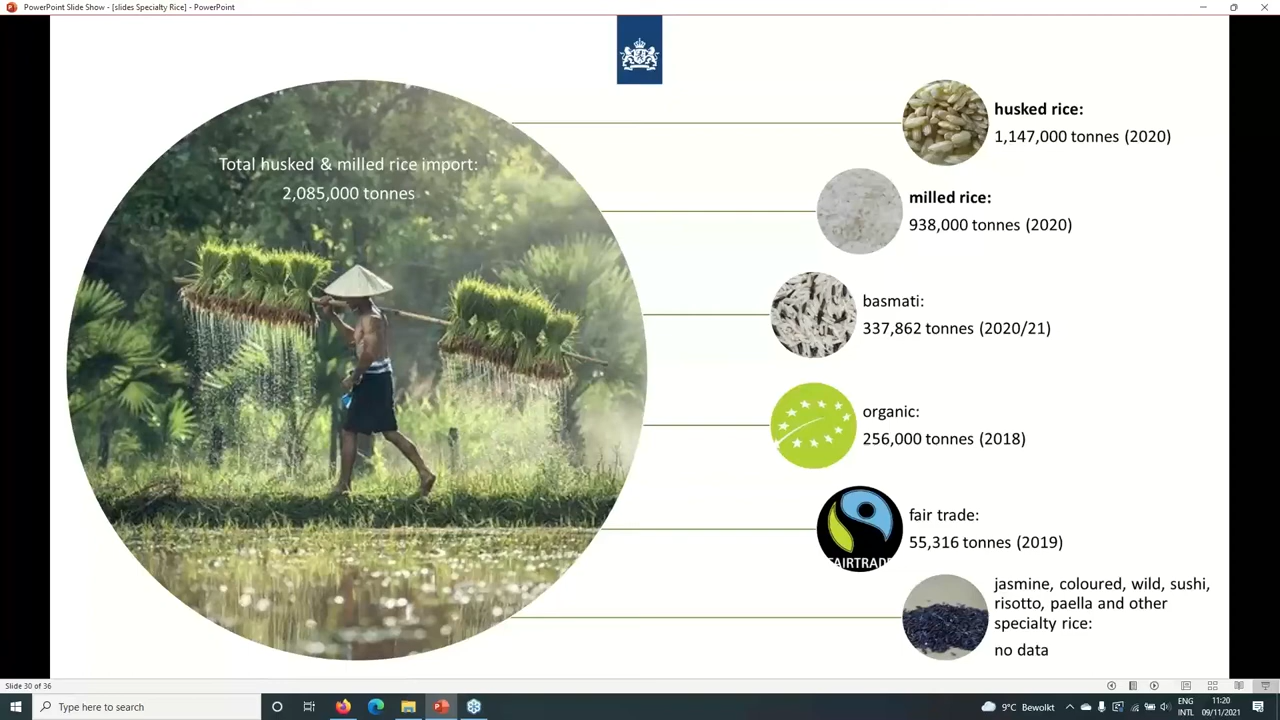 PowerPoint Slide Show - [slides Specialty Rice] - PowerPoint
Total husked & milled rice import:
2,085,000 tonnes
husked rice:
1,147,000 tonnes (2020)
milled rice:
938,000 tonnes (2020)
basmati:
337,862 tonnes (2020/21)
organic:
256,000 tonnes (2018)
FAIRTRADE
fair trade:
55,316 tonnes (2019)
jasmine, coloured, wild, sushi,
risotto, paella and other
specialty rice:
no data
Slide 30 of 36
Type here to search
9°C Bewolkt
ENG
INTL
11:20
09/11/2021